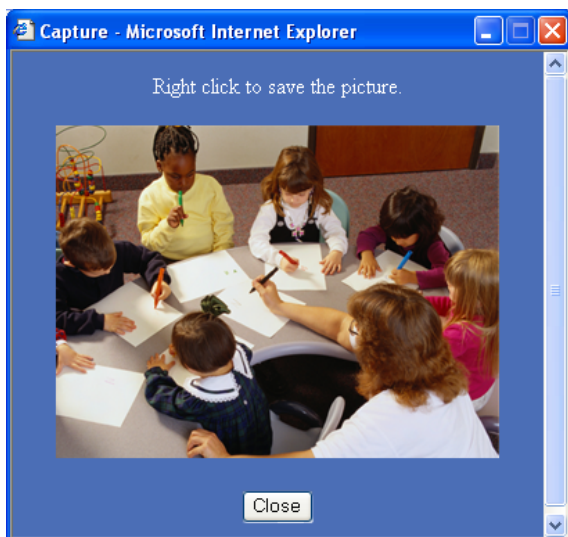 Capture - Microsoft Internet Explorer
Right click to save the picture.
Close